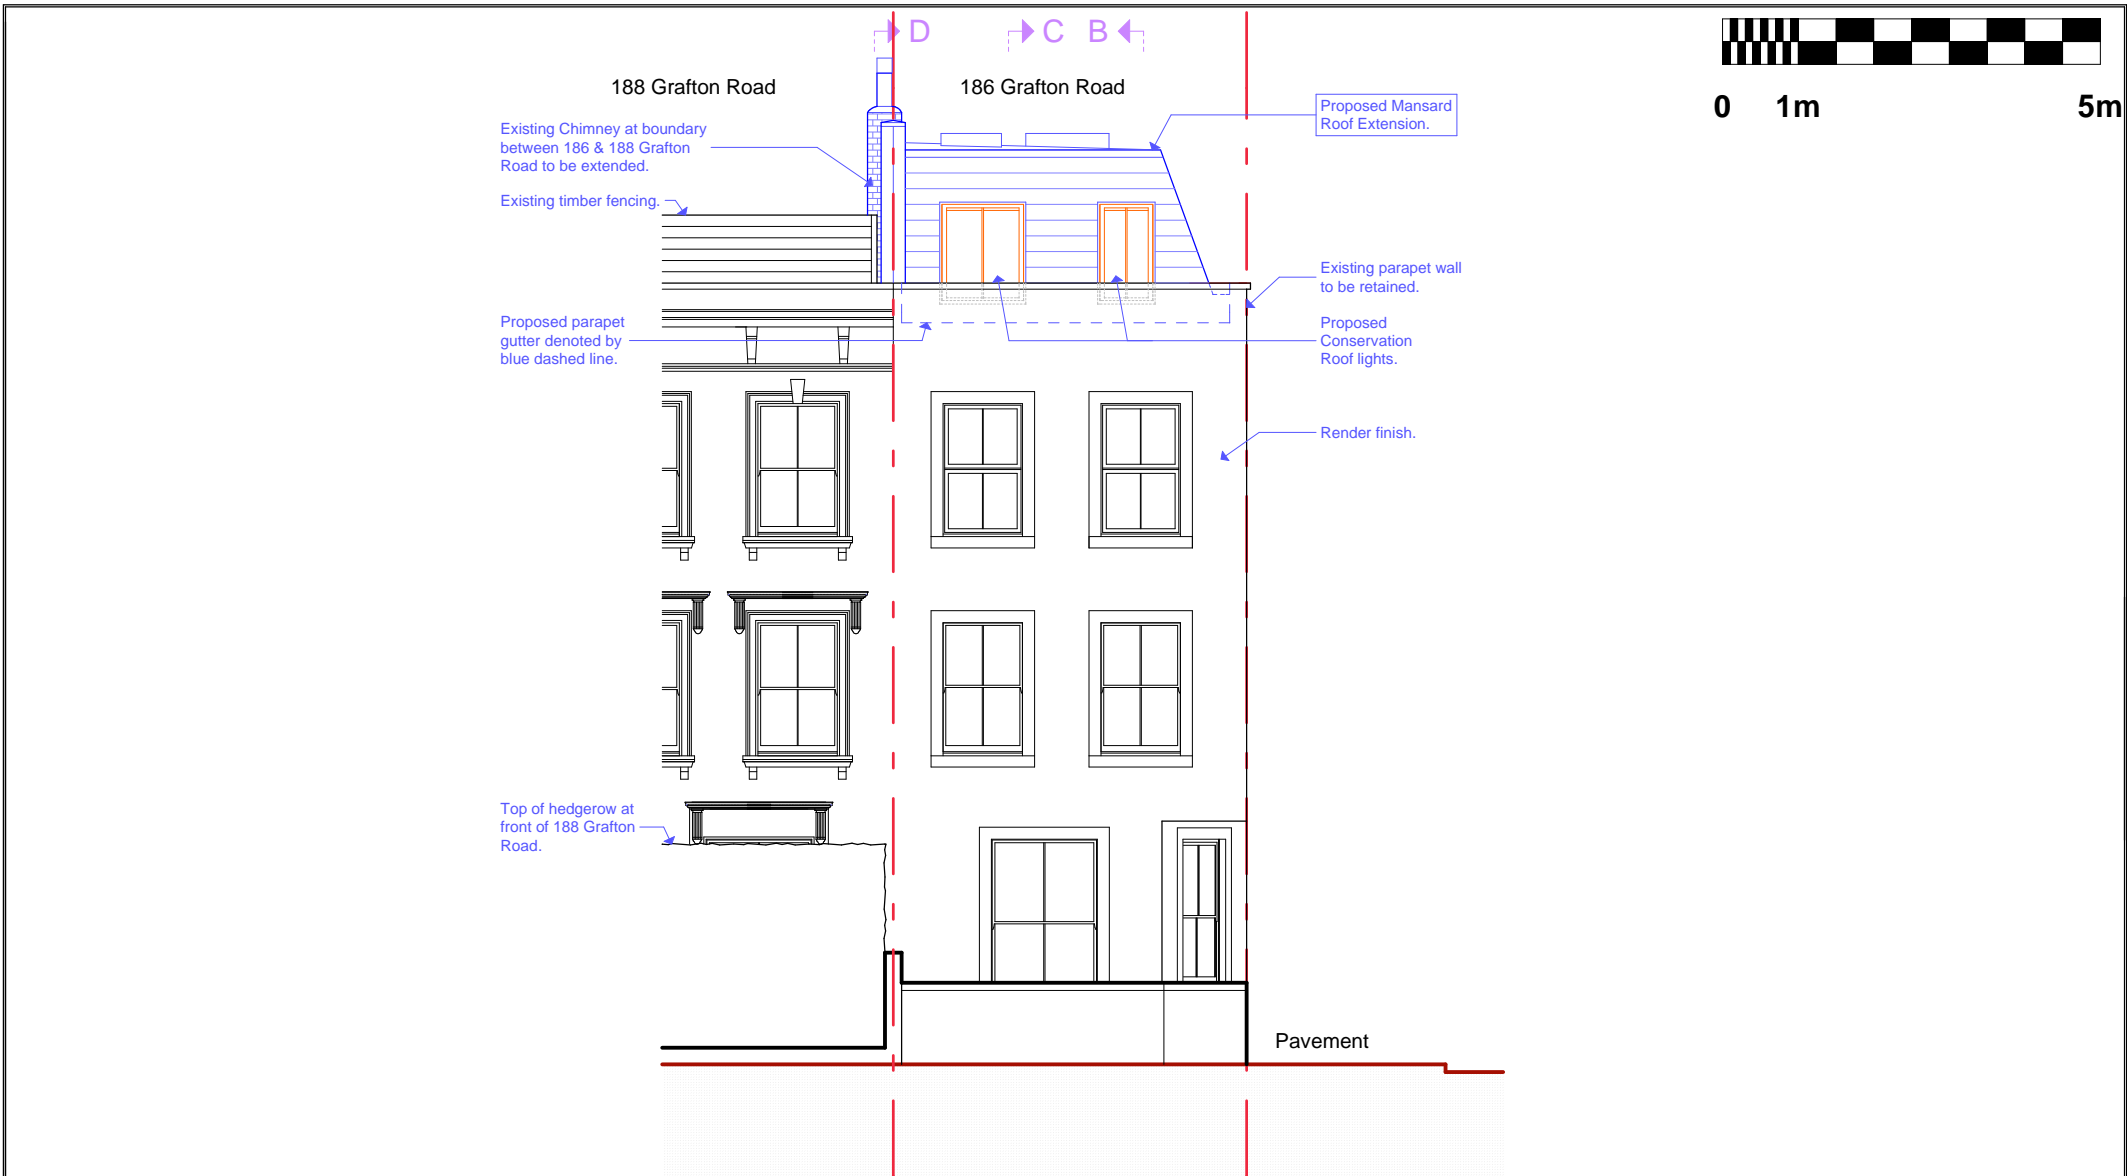 D
C
B
0
1m
5m
188 Grafton Road
186 Grafton Road
Proposed Mansard
Roof Extension.
Existing Chimney at boundary
between 186 & 188 Grafton
Road to be extended.
Existing timber fencing.
Existing parapet wall
to be retained.
Proposed parapet
gutter denoted by
blue dashed line.
Proposed
Conservation
Roof lights.
Render finish.
Top of hedgerow at
front of 188 Grafton
Road.
Pavement